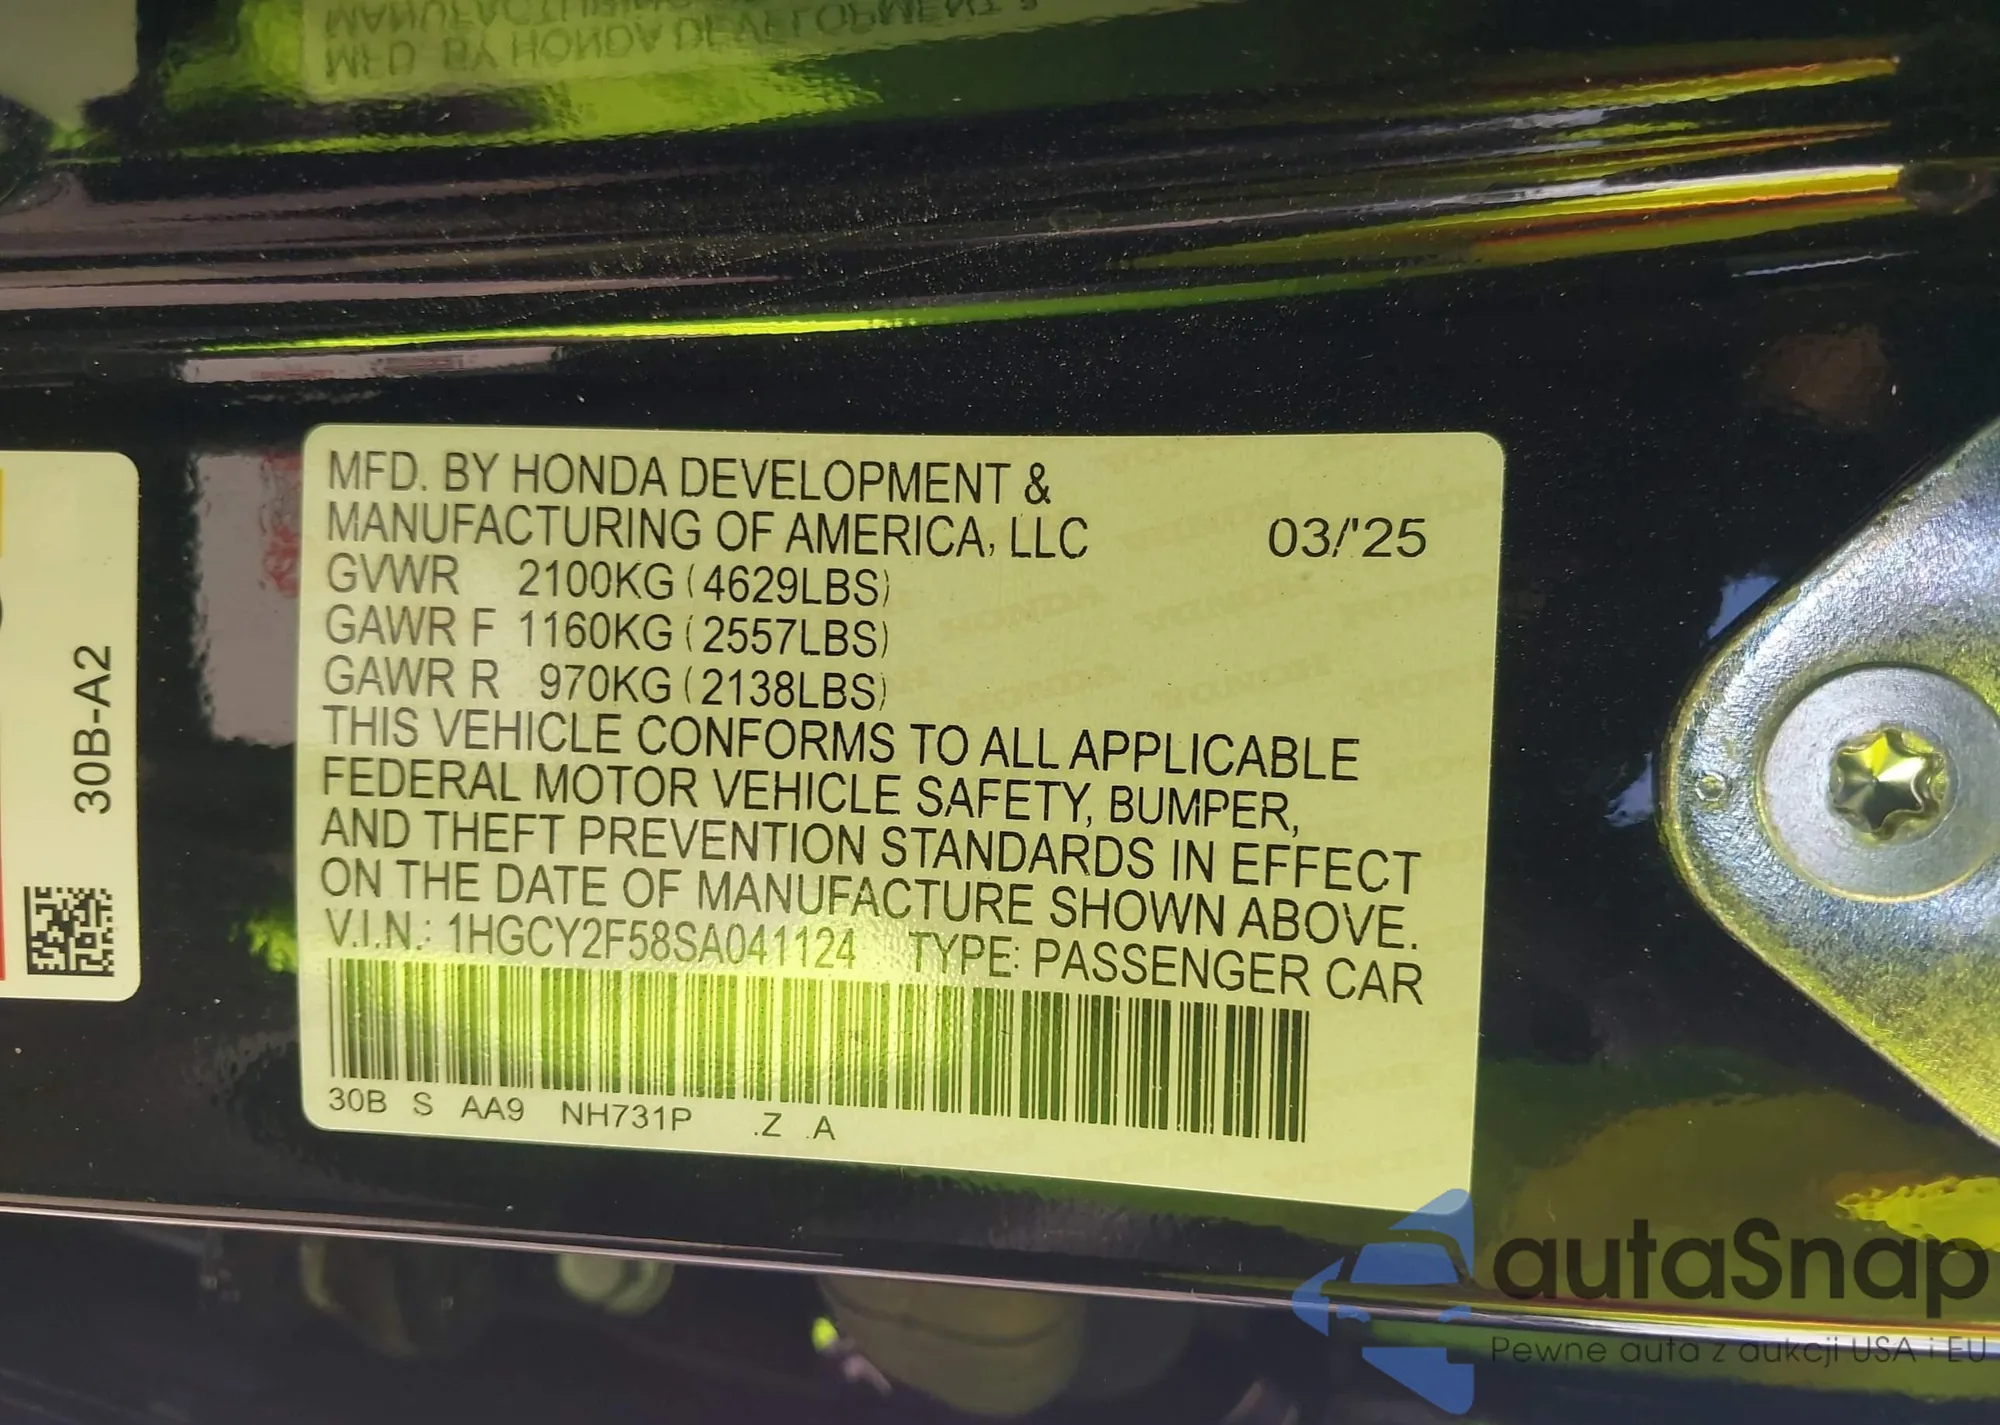 MFD. BY HONDA DEVELOPMENT &
MANUFACTURING OF AMERICA, LLC 03/'25
GVWR 2100KG (4629LBS)
GAWR F 1160KG (2557LBS)
GAWR R 970KG (2138LBS)
THIS VEHICLE CONFORMS TO ALL APPLICABLE
FEDERAL MOTOR VEHICLE SAFETY, BUMPER,
AND THEFT PREVENTION STANDARDS IN EFFECT
ON THE DATE OF MANUFACTURE SHOWN ABOVE.
V.I.N.: 1HGCY2F58SA041124 TYPE: PASSENGER CAR
30B S AA9 NH731P .Z .A
30B-A2
autaSnap
Pewne auta z aukcji USA i EU